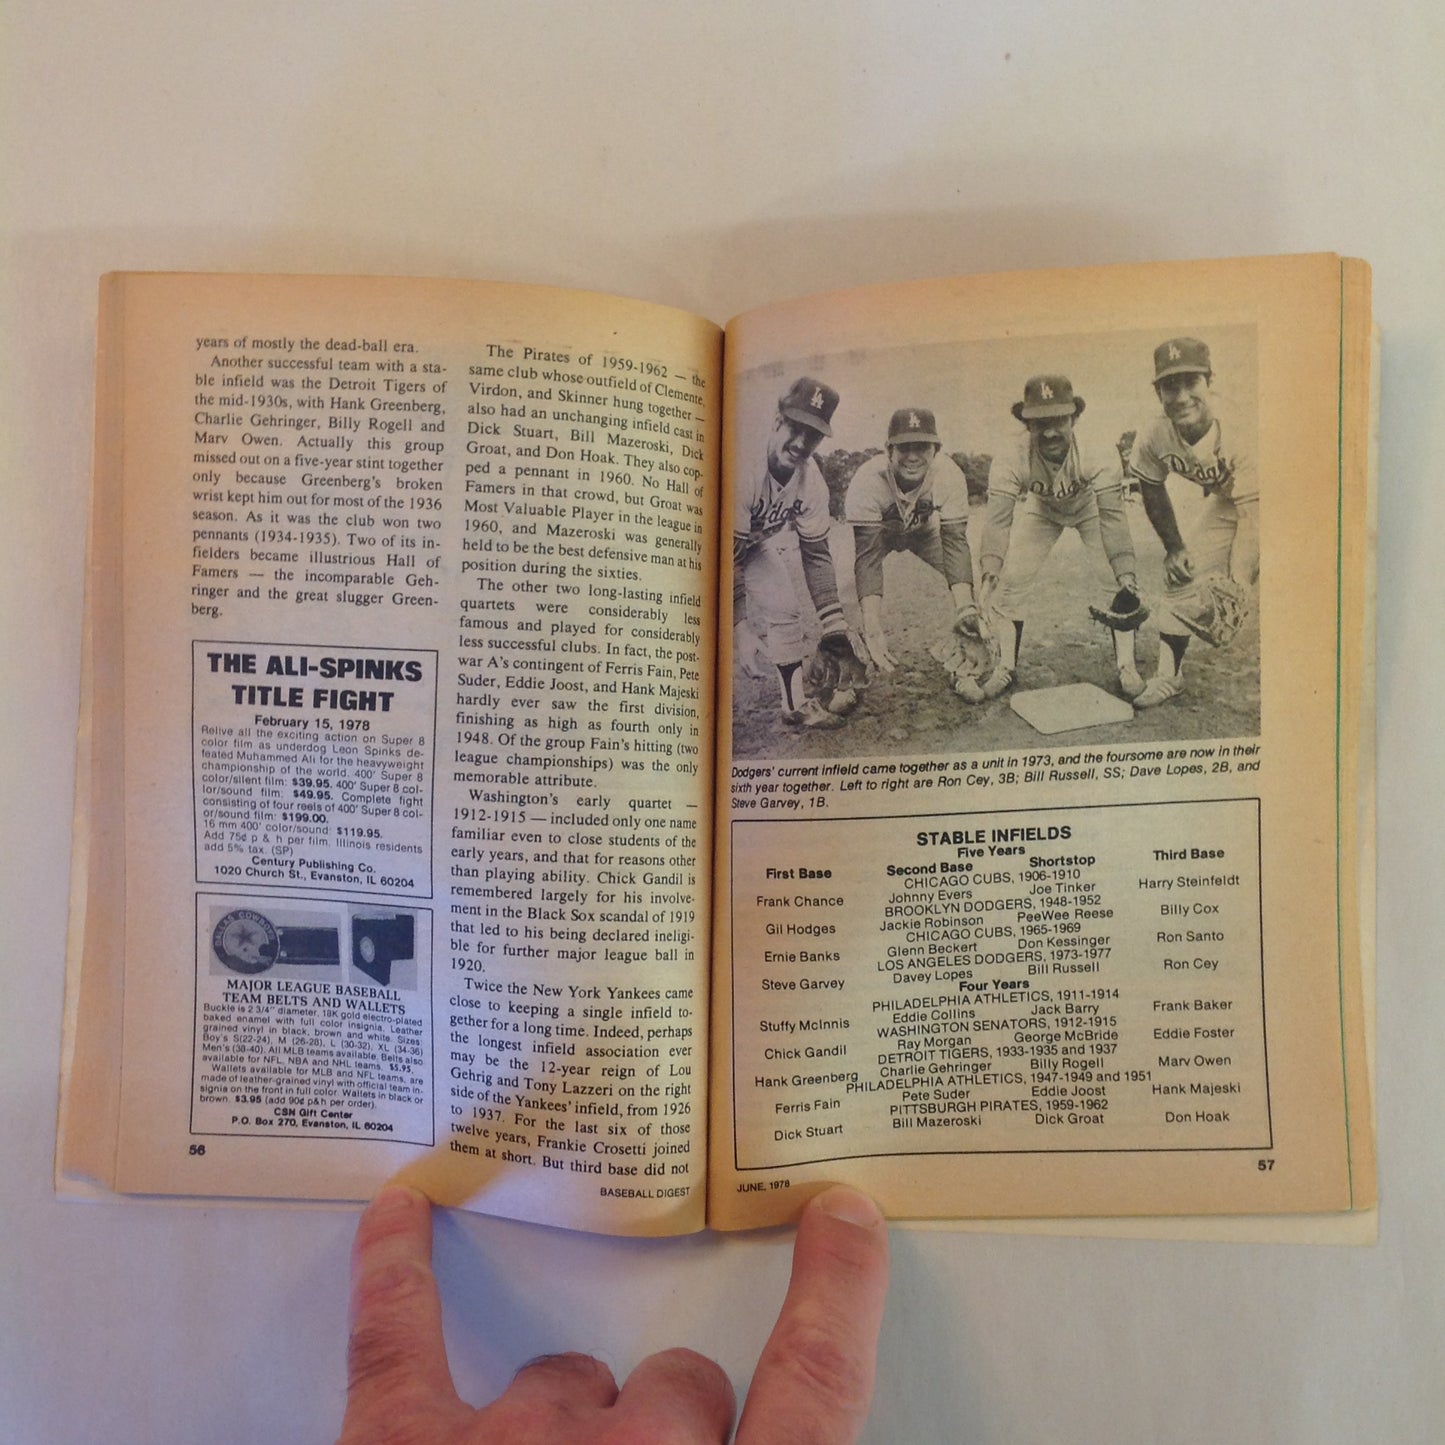 years of mostly the dead-ball era.
Another successful team with a sta-
ble infield was the Detroit Tigers of
the mid-1930s, with Hank Greenberg,
Charlie Gehringer, Billy Rogell and
Marv Owen. Actually this group
missed out on a five-year stint together
only because Greenberg's broken
wrist kept him out for most of the 1936
season. As it was the club won two
pennants (1934-1935). Two of its in-
fielders became illustrious Hall of
Famers — the incomparable Geh-
ringer and the great slugger Green-
berg.
THE ALI-SPINKS
TITLE FIGHT
February 15, 1978
Relive all the exciting action on Super 8
color film as underdog Leon Spinks de-
feated Muhammed Ali for the heavyweight
championship of the world. 400' Super 8
color/silent film: $39.95. 400' Super 8 col-
lor/sound film: $49.95. Complete fight
consisting of four reels of 400' Super 8 col-
or/sound film: $199.00.
16 mm 400' color/sound: $119.95.
Add 75¢ p & h per film. Illinois residents
add 5% tax. (SP)
Century Publishing Co.
1020 Church St., Evanston, IL 60204
DALLAS COWBOYS
MAJOR LEAGUE BASEBALL
TEAM BELTS AND WALLETS
Buckle is 2 3/4" diameter, 18K gold electro-plated
baked enamel with full color insignia. Leather
grained vinyl in black, brown and white. Sizes:
Boy's S(22-24), M (26-28), L (30-32), XL (34-36)
Men's (38-40). All MLB teams available. Belts also
available for NFL, NBA and NHL teams. $5.95.
Wallets available for MLB and NFL teams, are
made of leather-grained vinyl with official team in-
signia on the front in full color. Wallets in black or
brown. $3.95 (add 90¢ p&h per order).
CSN Gift Center
P.O. Box 270, Evanston, IL 60204
56
The Pirates of 1959-1962 — the
same club whose outfield of Clemente,
Virdon, and Skinner hung together —
also had an unchanging infield cast in
Dick Stuart, Bill Mazeroski, Dick
Groat, and Don Hoak. They also cop-
ped a pennant in 1960. No Hall of
Famers in that crowd, but Groat was
Most Valuable Player in the league in
1960, and Mazeroski was generally
held to be the best defensive man at his
position during the sixties.
The other two long-lasting infield
quartets were considerably less
famous and played for considerably
less successful clubs. In fact, the post-
war A's contingent of Ferris Fain, Pete
Suder, Eddie Joost, and Hank Majeski
hardly ever saw the first division,
finishing as high as fourth only in
1948. Of the group Fain's hitting (two
league championships) was the only
memorable attribute.
Washington's early quartet —
1912-1915 — included only one name
familiar even to close students of the
early years, and that for reasons other
than playing ability. Chick Gandil is
remembered largely for his involve-
ment in the Black Sox scandal of 1919
that led to his being declared ineligi-
ble for further major league ball in
1920.
Twice the New York Yankees came
close to keeping a single infield to-
gether for a long time. Indeed, perhaps
the longest infield association ever
may be the 12-year reign of Lou
Gehrig and Tony Lazzeri on the right
side of the Yankees' infield, from 1926
to 1937. For the last six of those
twelve years, Frankie Crosetti joined
them at short. But third base did not
BASEBALL DIGEST
LA
LA
LA
LA
Dodgers' current infield came together as a unit in 1973, and the foursome are now in their
sixth year together. Left to right are Ron Cey, 3B; Bill Russell, SS; Dave Lopes, 2B, and
Steve Garvey, 1B.
STABLE INFIELDS
Five Years
First Base Second Base Shortstop Third Base
CHICAGO CUBS, 1906-1910
Frank Chance Johnny Evers Joe Tinker Harry Steinfeldt
BROOKLYN DODGERS, 1948-1952
Gil Hodges Jackie Robinson PeeWee Reese Billy Cox
CHICAGO CUBS, 1965-1969
Ernie Banks Glenn Beckert Don Kessinger Ron Santo
LOS ANGELES DODGERS, 1973-1977
Steve Garvey Davey Lopes Bill Russell Ron Cey
Four Years
PHILADELPHIA ATHLETICS, 1911-1914
Stuffy McInnis Eddie Collins Jack Barry Frank Baker
WASHINGTON SENATORS, 1912-1915
Chick Gandil Ray Morgan George McBride Eddie Foster
DETROIT TIGERS, 1933-1935 and 1937
Hank Greenberg Charlie Gehringer Billy Rogell Marv Owen
PHILADELPHIA ATHLETICS, 1947-1949 and 1951
Ferris Fain Pete Suder Eddie Joost Hank Majeski
PITTSBURGH PIRATES, 1959-1962
Dick Stuart Bill Mazeroski Dick Groat Don Hoak
JUNE, 1978
57